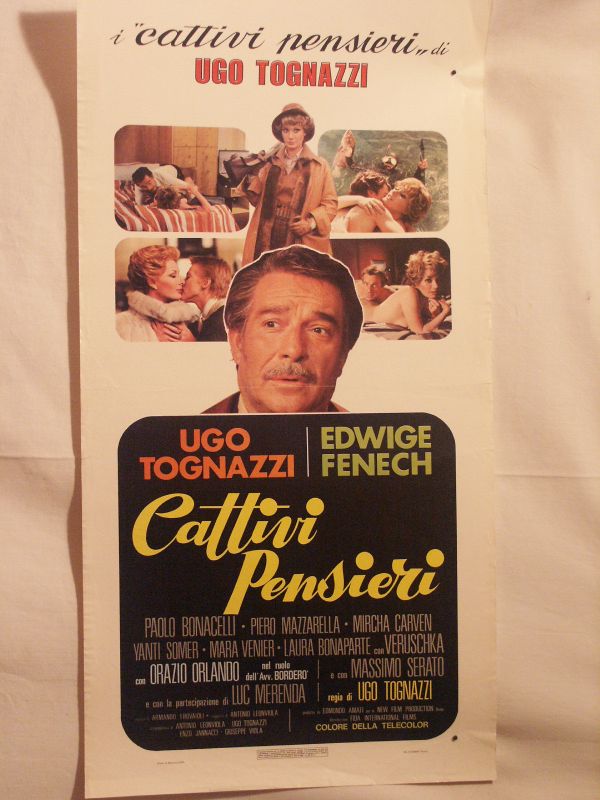 i "cattivi pensieri„ di
UGO TOGNAZZI
UGO TOGNAZZI
EDWIGE FENECH
Cattivi
Pensieri
PAOLO BONACELLI • PIERO MAZZARELLA • MIRCHA CARVEN
YANTI SOMER • MARA VENIER • LAURA BONAPARTE con VERUSCHKA
con ORAZIO ORLANDO nel ruolo dell'Avv. BORDERO'
e con MASSIMO SERATO
e con la partecipazione di LUC MERENDA
regia di UGO TOGNAZZI
ARMANDO ANTONIO LEONVIOLA
ANTONIO LEONVIOLA UGO TOGNAZZI
ENZO JANNACCI - GIUSEPPE VIOLA
EDMONDO AMATI per la NEW FILM PRODUCTION
FIDA INTERNATIONAL FILMS
COLORE DELLA TELECOLOR